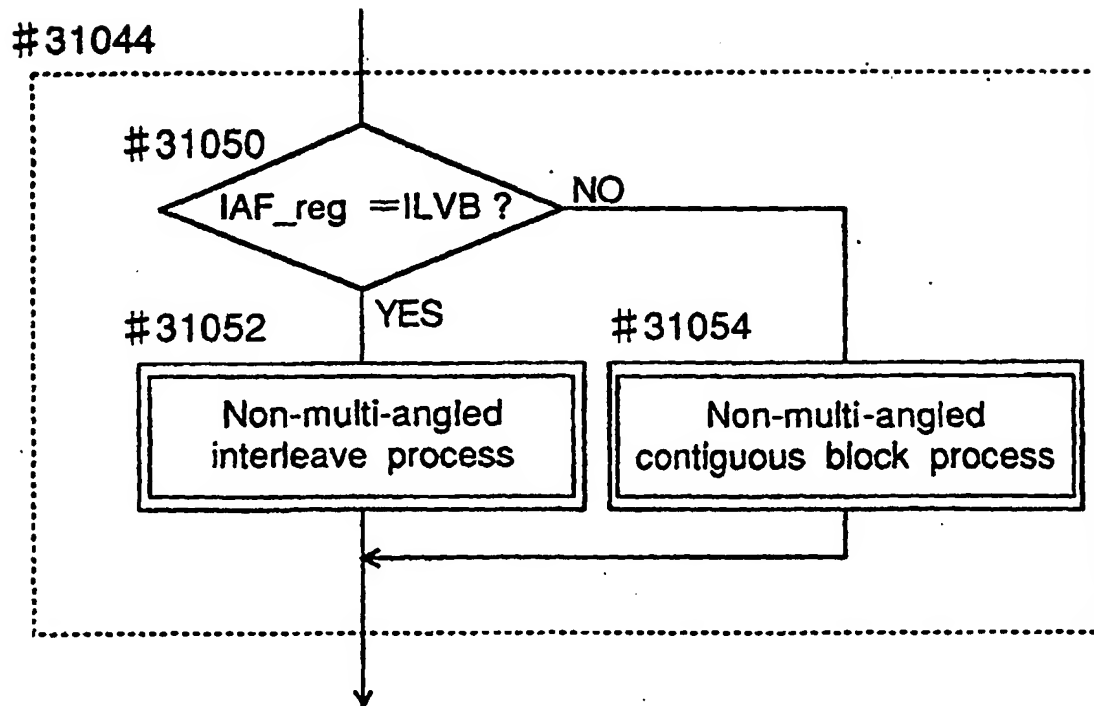 #31044
#31050
IAF_reg =ILVB ?
NO
YES
#31052
#31054
Non-multi-angled
interleave process
Non-multi-angled
contiguous block process